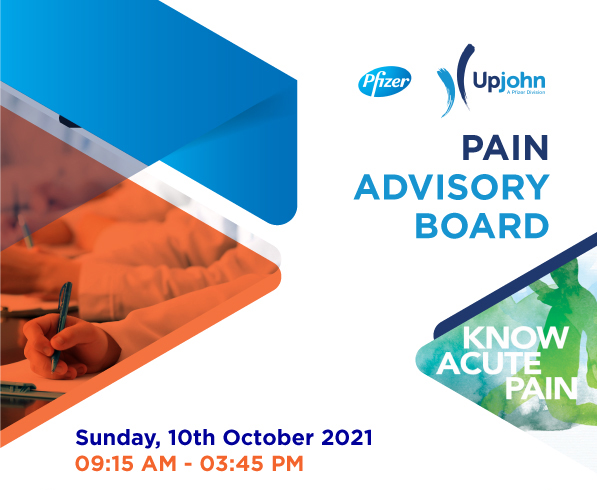 Pfizer
Upjohn
A Pfizer Division
PAIN
ADVISORY
BOARD
KNOW
ACUTE
PAIN
Sunday, 10th October 2021
09:15 AM - 03:45 PM